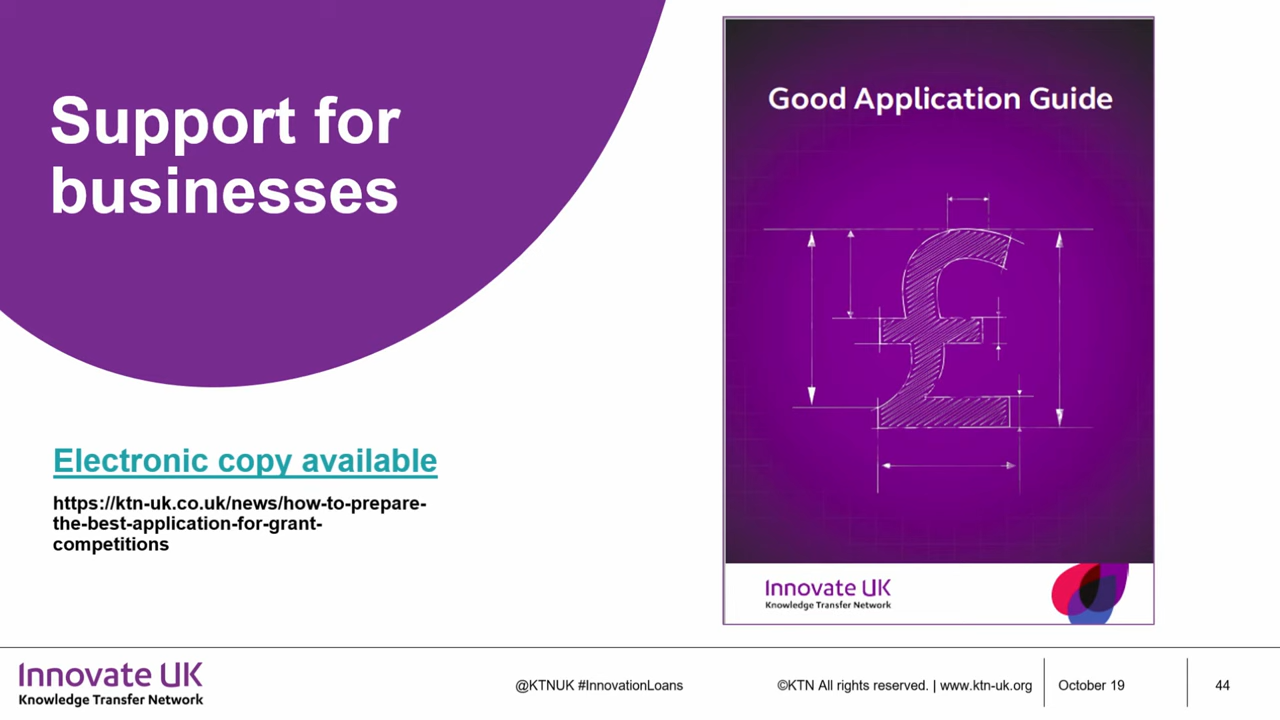 Support for
businesses
Electronic copy available
https://ktn-uk.co.uk/news/how-to-prepare-
the-best-application-for-grant-
competitions
Good Application Guide
Innovate UK
Knowledge Transfer Network
Innovate UK
Knowledge Transfer Network
@KTNUK #InnovationLoans
©KTN All rights reserved. | www.ktn-uk.org
October 19
44